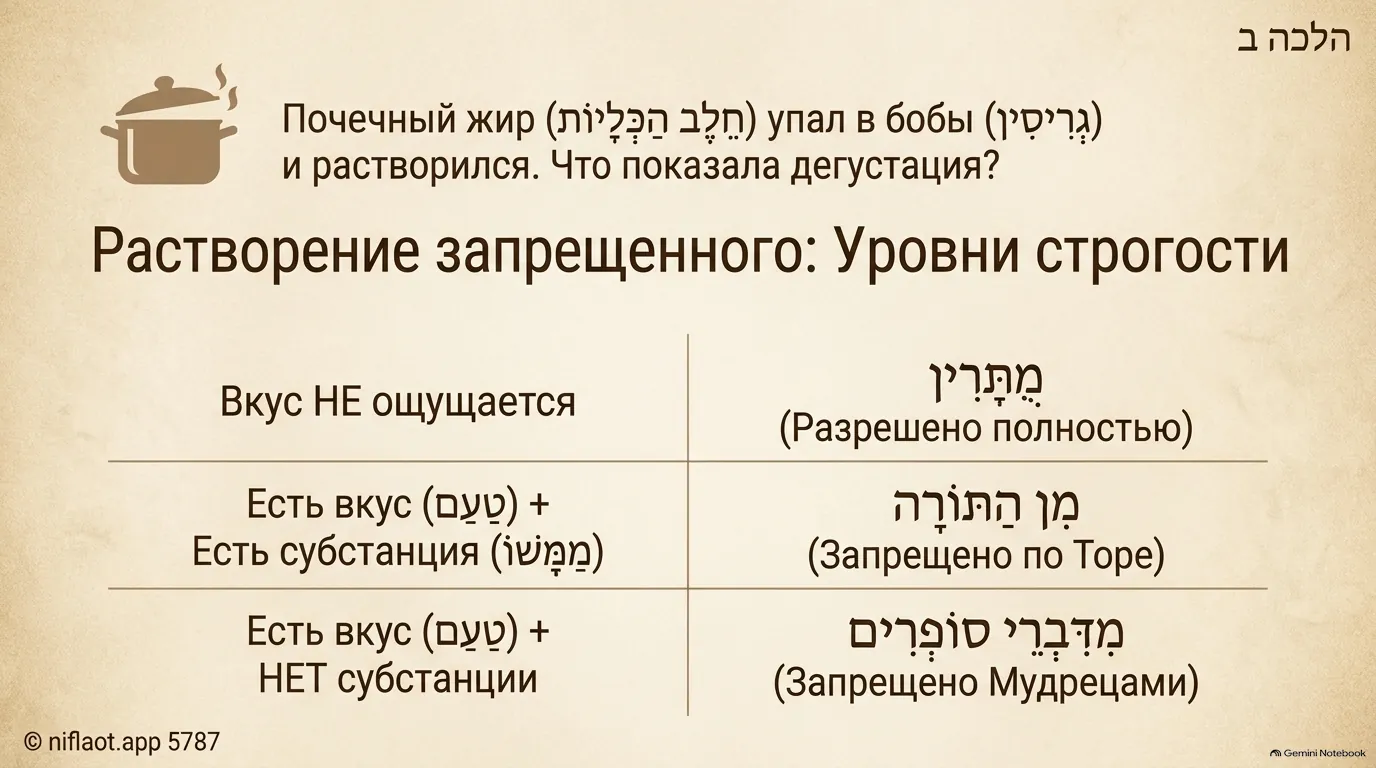 הלכה ב
Почечный жир (חֵלֶב הַכְּלָיוֹת) упал в бобы (גְּרִיסִין)
и растворился. Что показала дегустация?
Растворение запрещенного: Уровни строгости
Вкус НЕ ощущается
מֻתָּרִין
(Разрешено полностью)
Есть вкус (טַעַם) +
Есть субстанция (מַמָּשׁוֹ)
מִן הַתּוֹרָה
(Запрещено по Торе)
Есть вкус (טַעַם) +
НЕТ субстанции
מִדִּבְרֵי סוֹפְרִים
(Запрещено Мудрецами)
© niflaot.app 5787
Gemini Notebook